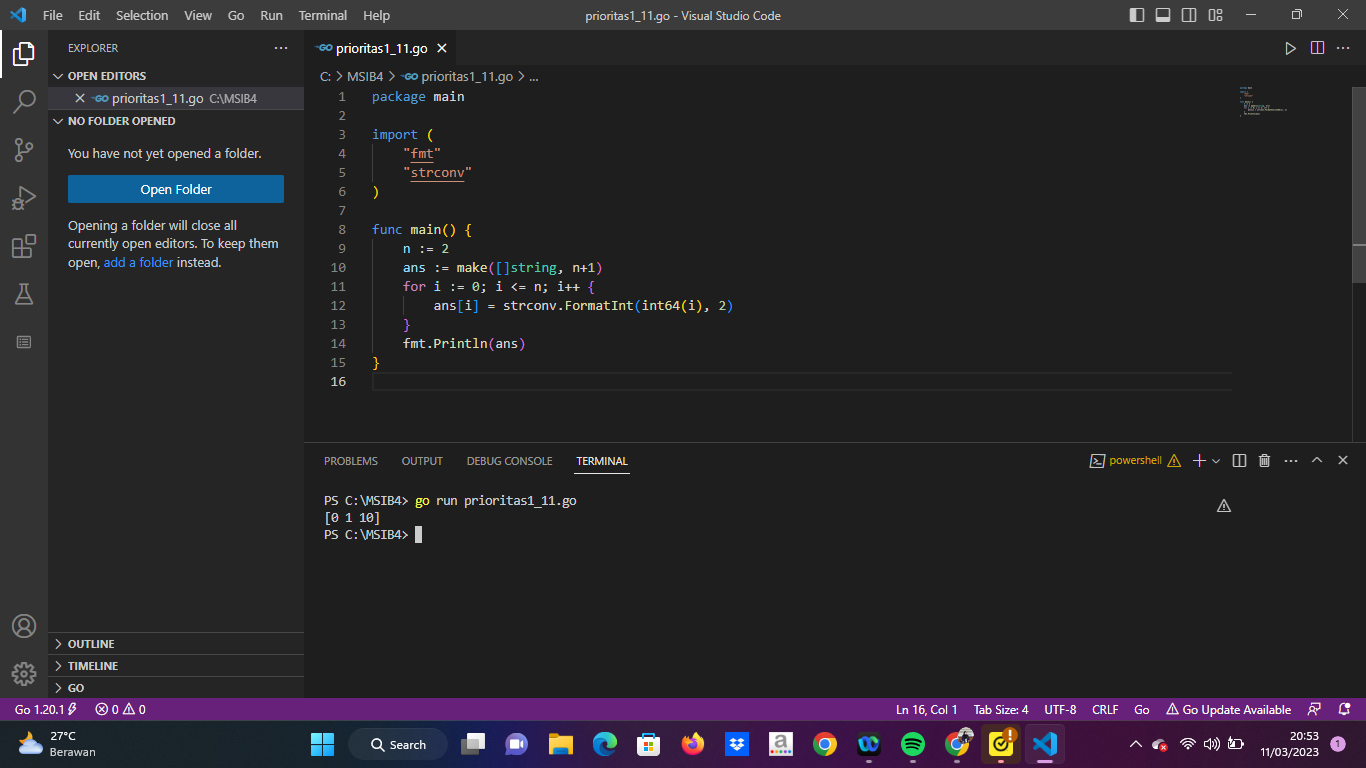 File Edit Selection View Go Run Terminal Help
prioritas1_11.go - Visual Studio Code
EXPLORER
OPEN EDITORS
prioritas1_11.go C:\MSIB4
NO FOLDER OPENED
You have not yet opened a folder.
Open Folder
Opening a folder will close all
currently open editors. To keep them
open, add a folder instead.
OUTLINE
TIMELINE
GO
GO prioritas1_11.go
C: > MSIB4 > GO prioritas1_11.go > ...
1 package main
2
3 import (
4 "fmt"
5 "strconv"
6 )
7
8 func main() {
9 n := 2
10 ans := make([]string, n+1)
11 for i := 0; i <= n; i++ {
12 ans[i] = strconv.FormatInt(int64(i), 2)
13 }
14 fmt.Println(ans)
15 }
16
PROBLEMS OUTPUT DEBUG CONSOLE TERMINAL
powershell
PS C:\MSIB4> go run prioritas1_11.go
[0 1 10]
PS C:\MSIB4>
Go 1.20.1 0 0
Ln 16, Col 1 Tab Size: 4 UTF-8 CRLF Go Go Update Available
27°C
Berawan
Search
20:53
11/03/2023
1